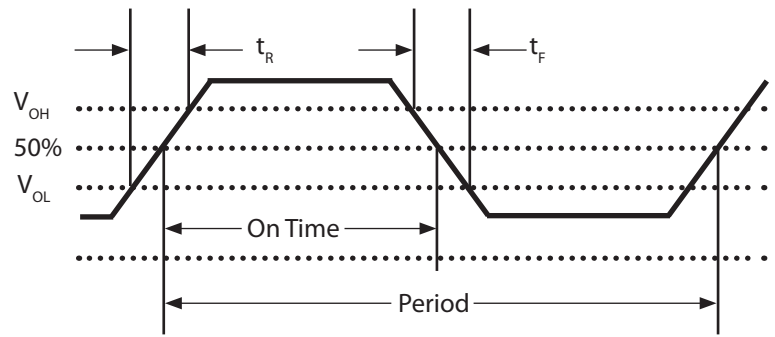 t_R
t_F
V_OH
50%
V_OL
On Time
Period